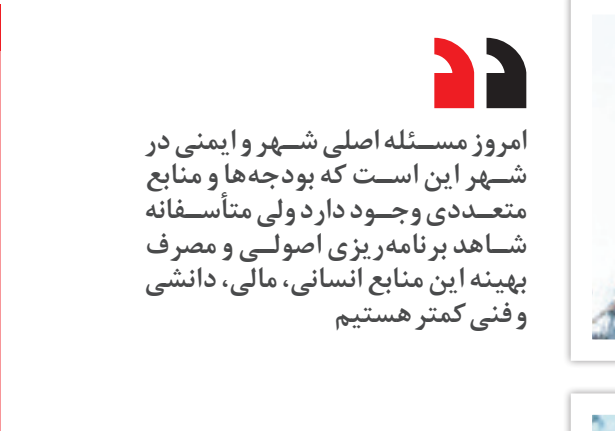 امروز مسئله اصلی شهر و ایمنی در
شهر این است که بودجه‌ها و منابع
متعددی وجود دارد ولی متأسفانه
شاهد برنامه‌ریزی اصولی و مصرف
بهینه این منابع انسانی، مالی، دانشی
و فنی کمتر هستیم